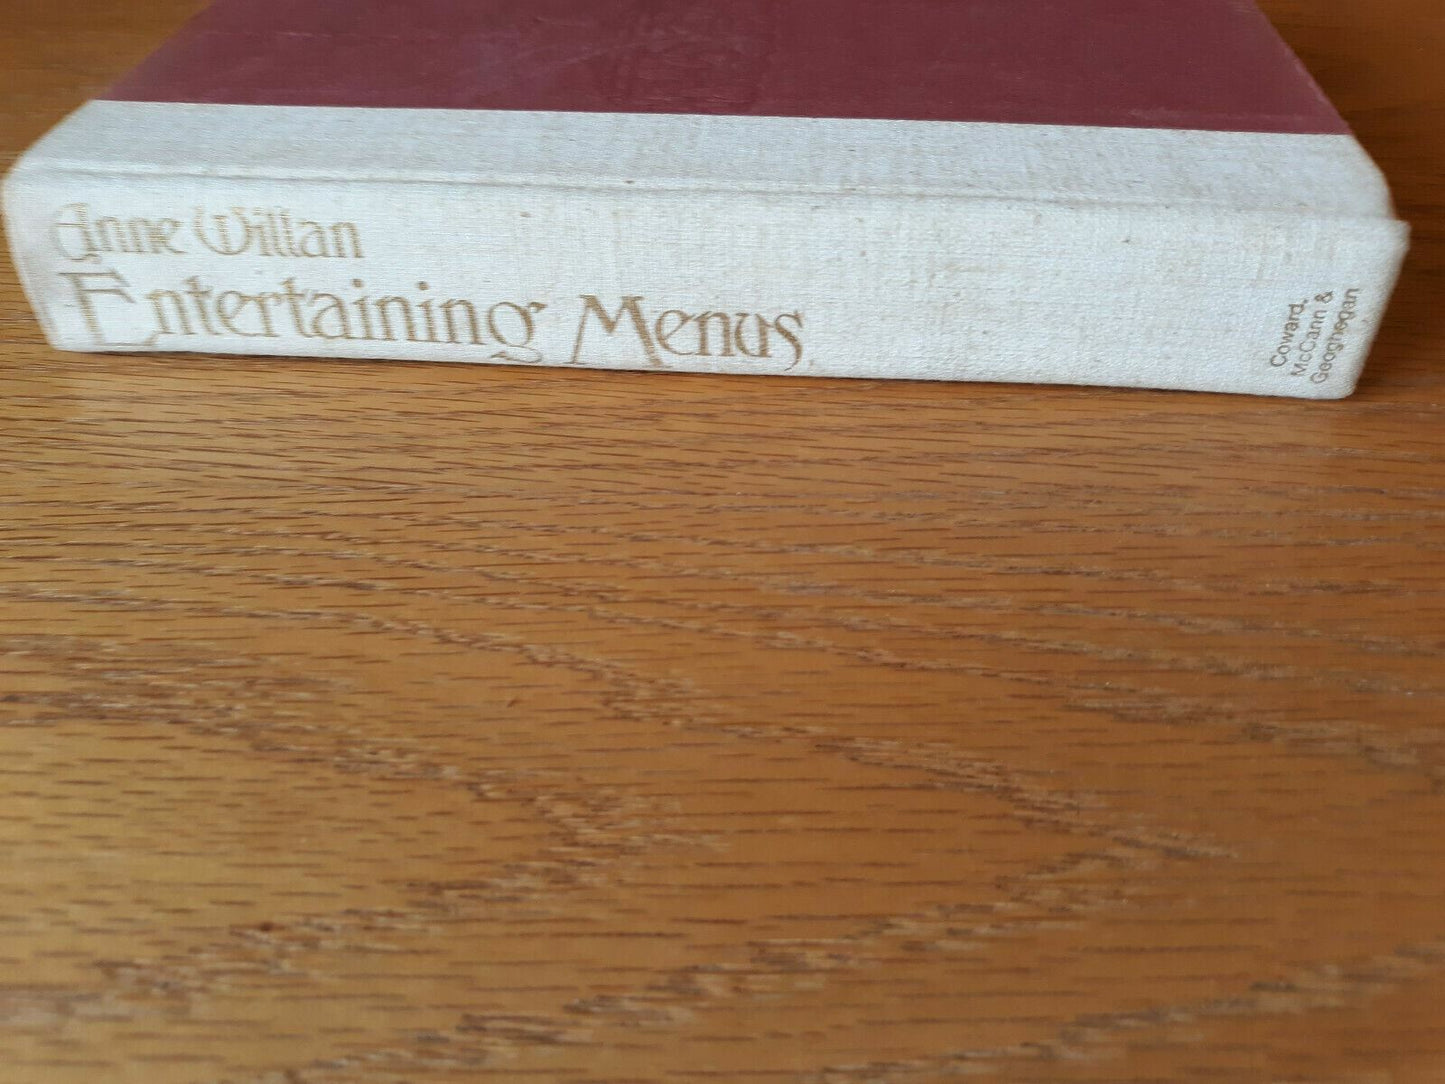 Anne Willan
Entertaining Menus
Coward,
McCann &
Geoghegan